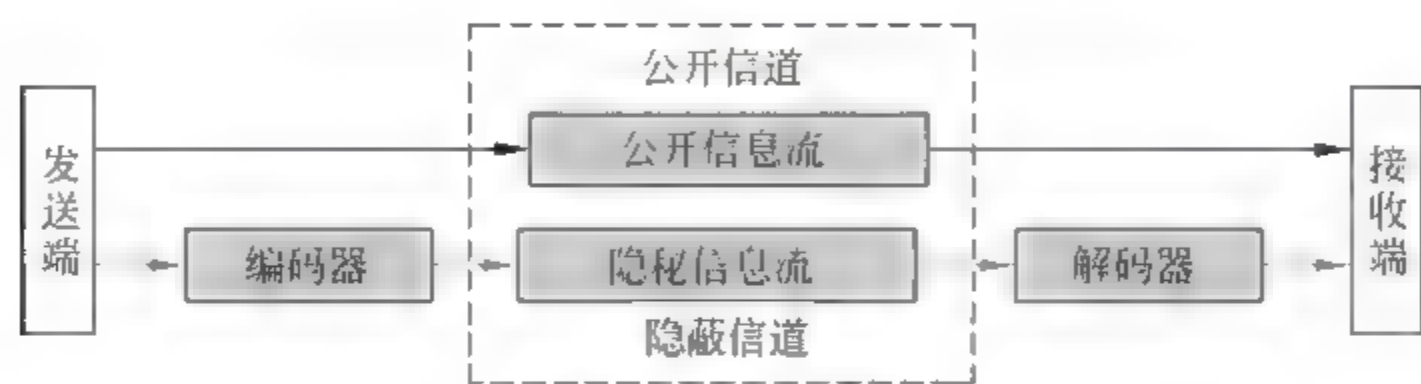 公开信道
公开信息流
发送端
编码器
隐秘信息流
解码器
接收端
隐蔽信道